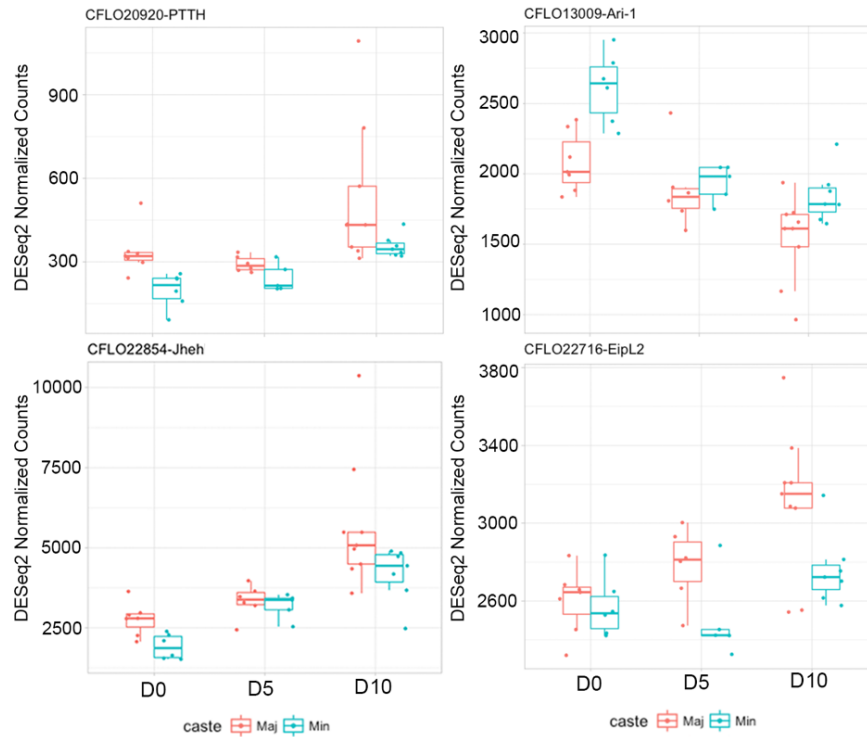 CFLO20920-PTTH
DESeq2 Normalized Counts
900
600
300
CFLO13009-Ari-1
DESeq2 Normalized Counts
3000
2500
2000
1500
1000
CFLO22854-Jheh
DESeq2 Normalized Counts
10000
7500
5000
2500
D0 D5 D10
caste Maj Min
CFLO22716-EipL2
DESeq2 Normalized Counts
3800
3400
3000
2600
D0 D5 D10
caste Maj Min